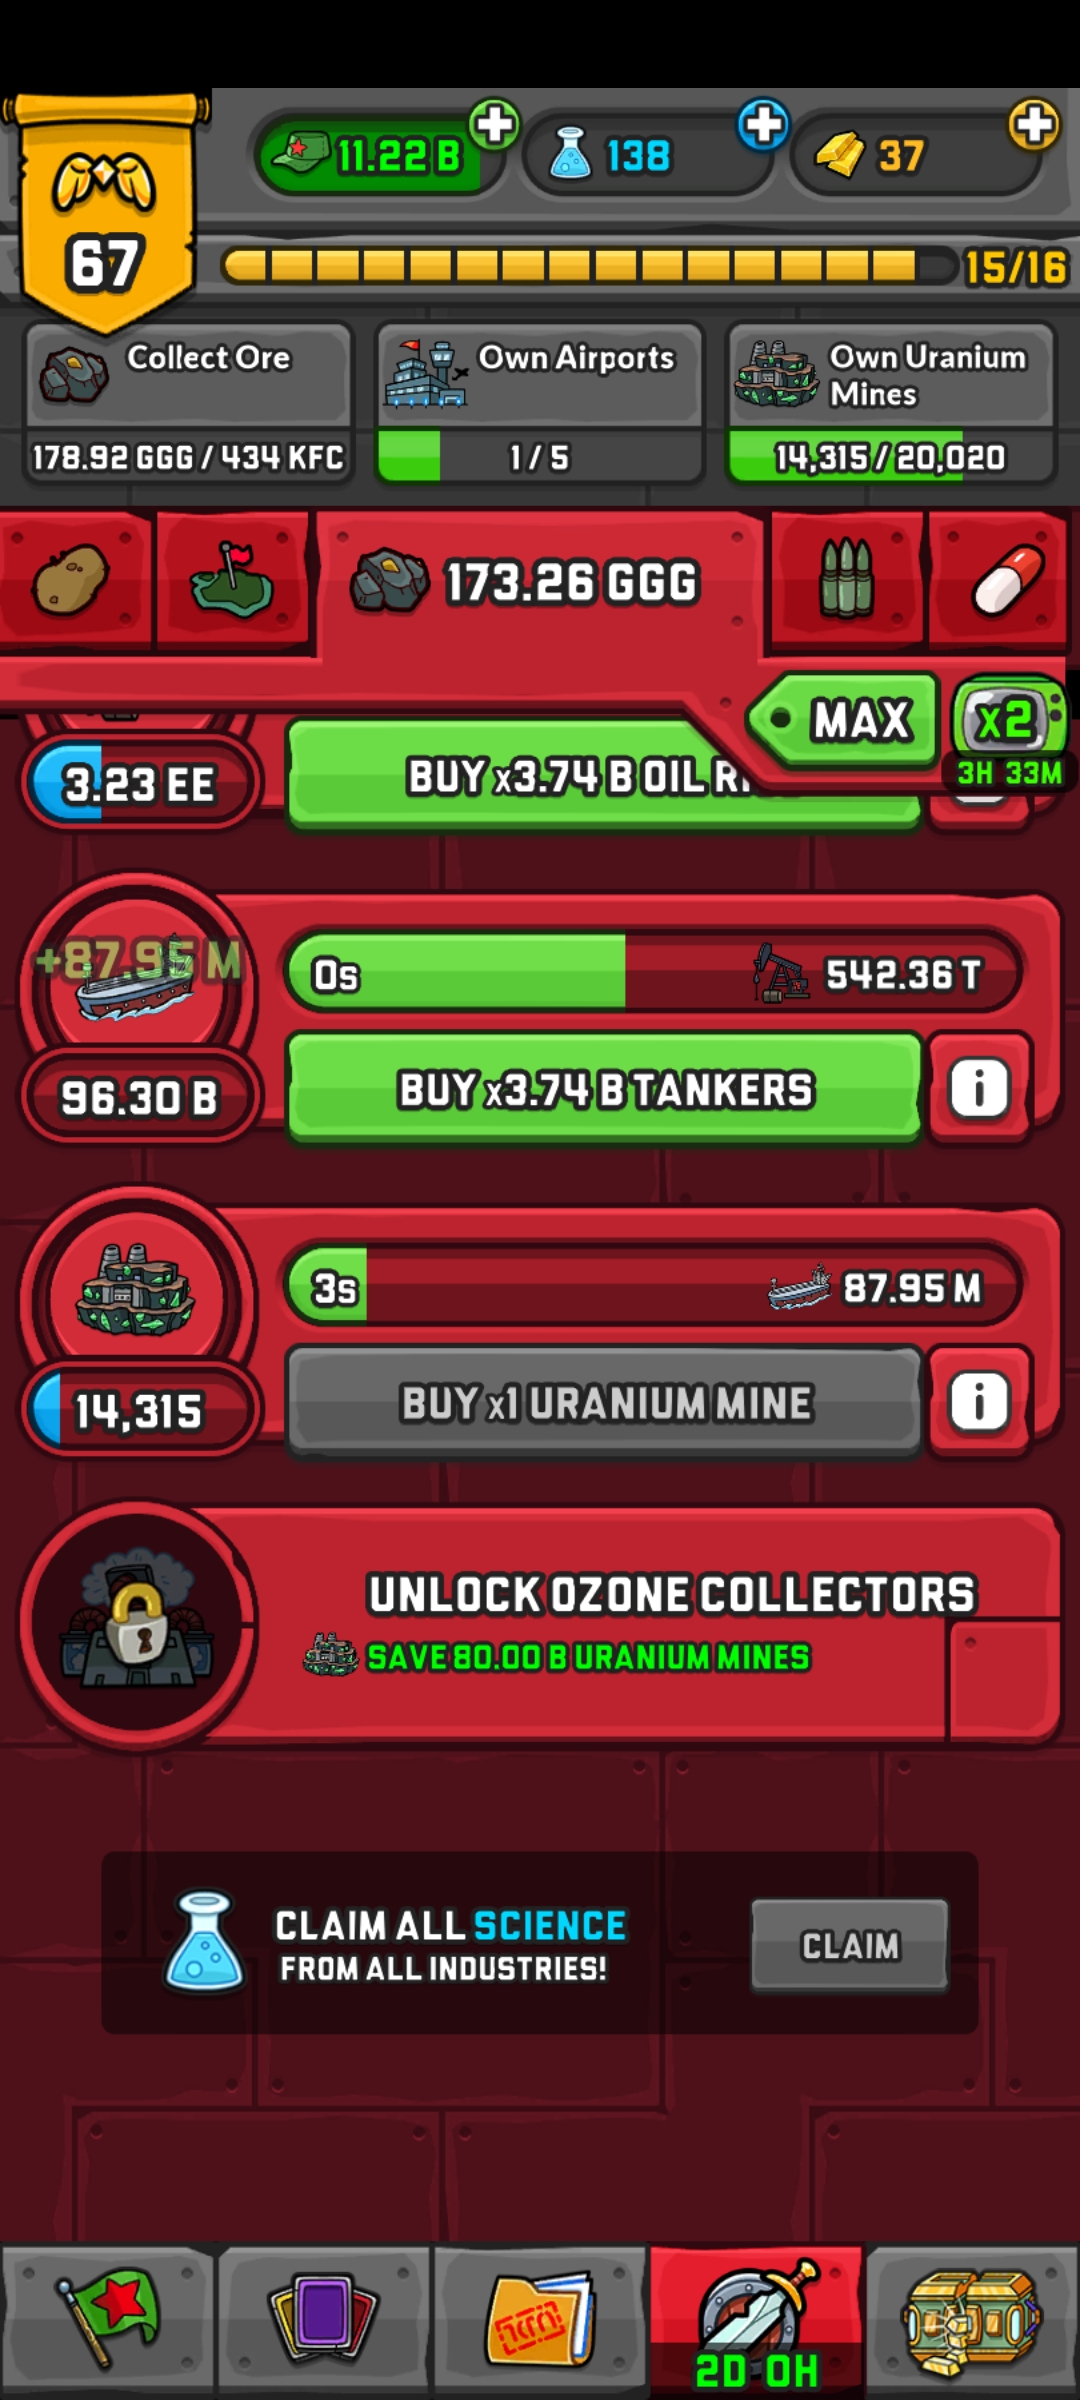 11.22 B
138
37
67
15/16
Collect Ore
Own Airports
Own Uranium
Mines
178.92 GGG / 434 KFC
1 / 5
14,315 / 20,020
173.26 GGG
MAX
x2
3H 33M
3.23 EE
BUY x3.74 B OIL
+87.95 M
0s
542.36 T
96.30 B
BUY x3.74 B TANKERS
i
3s
87.95 M
14,315
BUY x1 URANIUM MINE
i
UNLOCK OZONE COLLECTORS
SAVE 80.00 B URANIUM MINES
CLAIM ALL SCIENCE
FROM ALL INDUSTRIES!
CLAIM
2D 0H